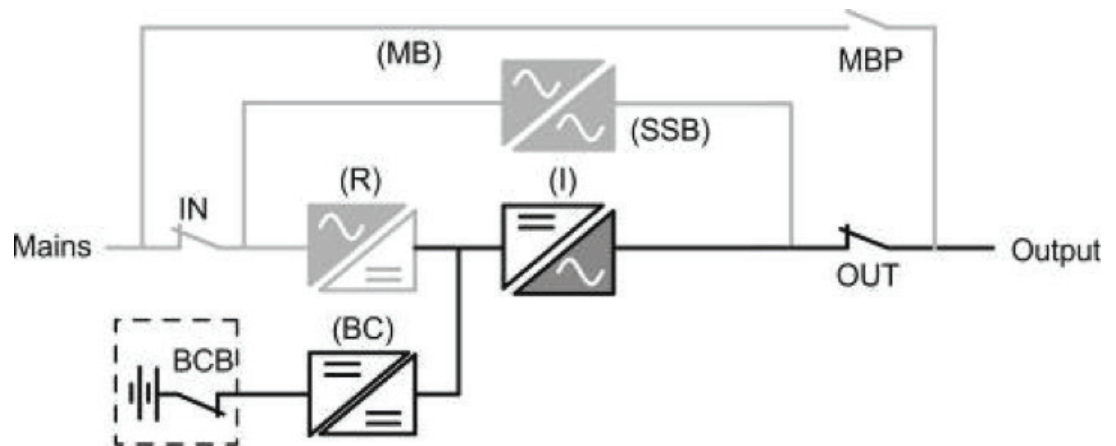 (MB)
MBP
(SSB)
(R)
(I)
IN
Mains
OUT
Output
(BC)
BCB